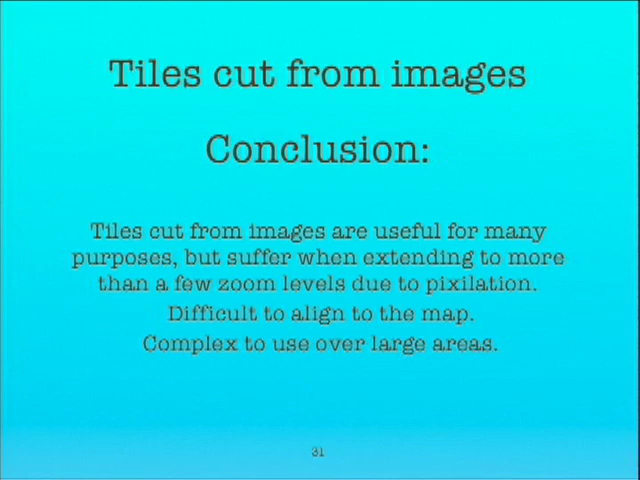 Tiles cut from images
Conclusion:
Tiles cut from images are useful for many
purposes, but suffer when extending to more
than a few zoom levels due to pixilation.
Difficult to align to the map.
Complex to use over large areas.
31